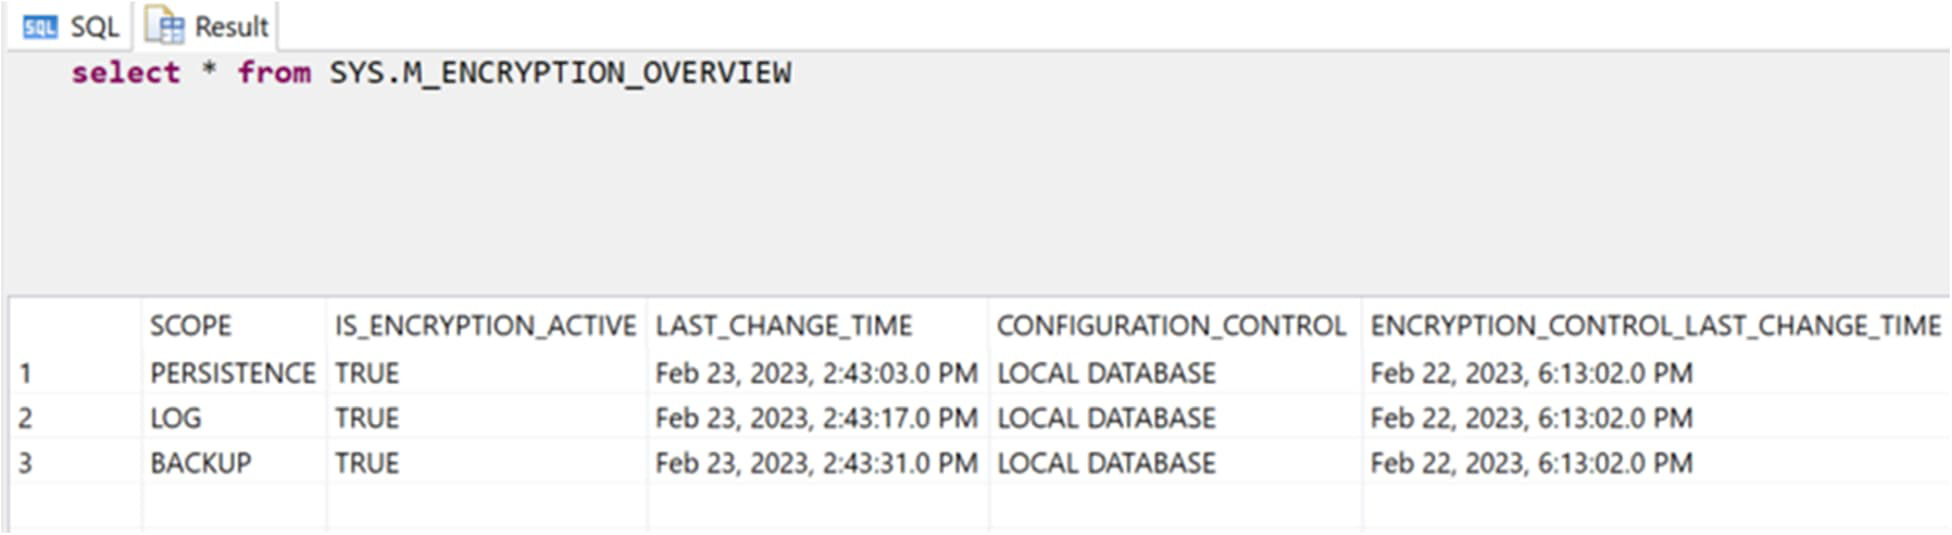 SQL SQL Result
select * from SYS.M_ENCRYPTION_OVERVIEW
SCOPE IS_ENCRYPTION_ACTIVE LAST_CHANGE_TIME CONFIGURATION_CONTROL ENCRYPTION_CONTROL_LAST_CHANGE_TIME
1 PERSISTENCE TRUE Feb 23, 2023, 2:43:03.0 PM LOCAL DATABASE Feb 22, 2023, 6:13:02.0 PM
2 LOG TRUE Feb 23, 2023, 2:43:17.0 PM LOCAL DATABASE Feb 22, 2023, 6:13:02.0 PM
3 BACKUP TRUE Feb 23, 2023, 2:43:31.0 PM LOCAL DATABASE Feb 22, 2023, 6:13:02.0 PM